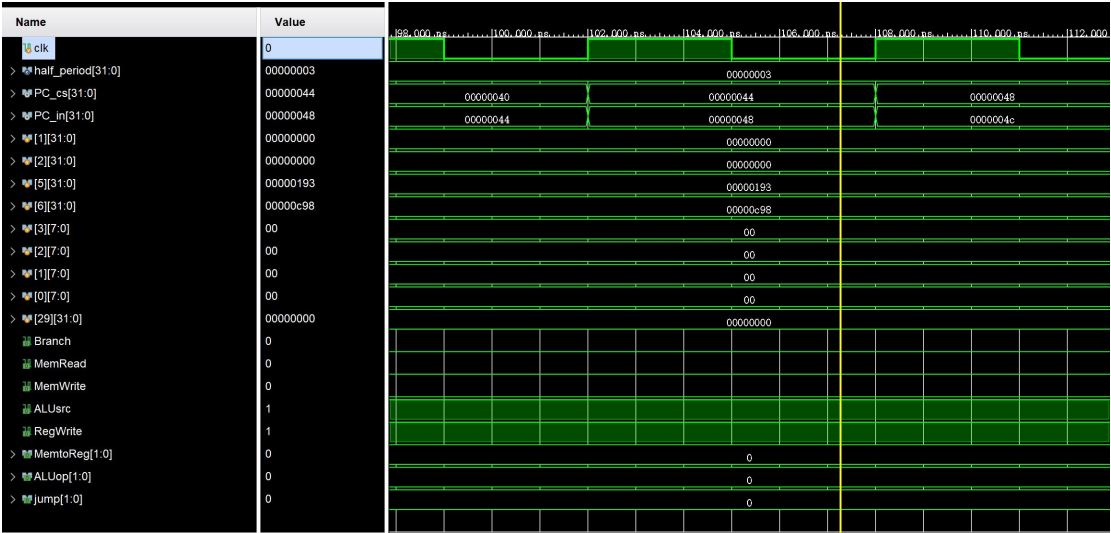 Name Value
98.000 ns 100.000 ns 102.000 ns 104.000 ns 106.000 ns 108.000 ns 110.000 ns 112.000
clk 0
half_period[31:0] 00000003 00000003
PC_cs[31:0] 00000044 00000040 00000044 00000048
PC_in[31:0] 00000048 00000044 00000048 0000004c
[1][31:0] 00000000 00000000
[2][31:0] 00000000 00000000
[5][31:0] 00000193 00000193
[6][31:0] 00000c98 00000c98
[3][7:0] 00 00
[2][7:0] 00 00
[1][7:0] 00 00
[0][7:0] 00 00
[29][31:0] 00000000 00000000
Branch 0
MemRead 0
MemWrite 0
ALUsrc 1
RegWrite 1
MemtoReg[1:0] 0 0
ALUop[1:0] 0 0
jump[1:0] 0 0